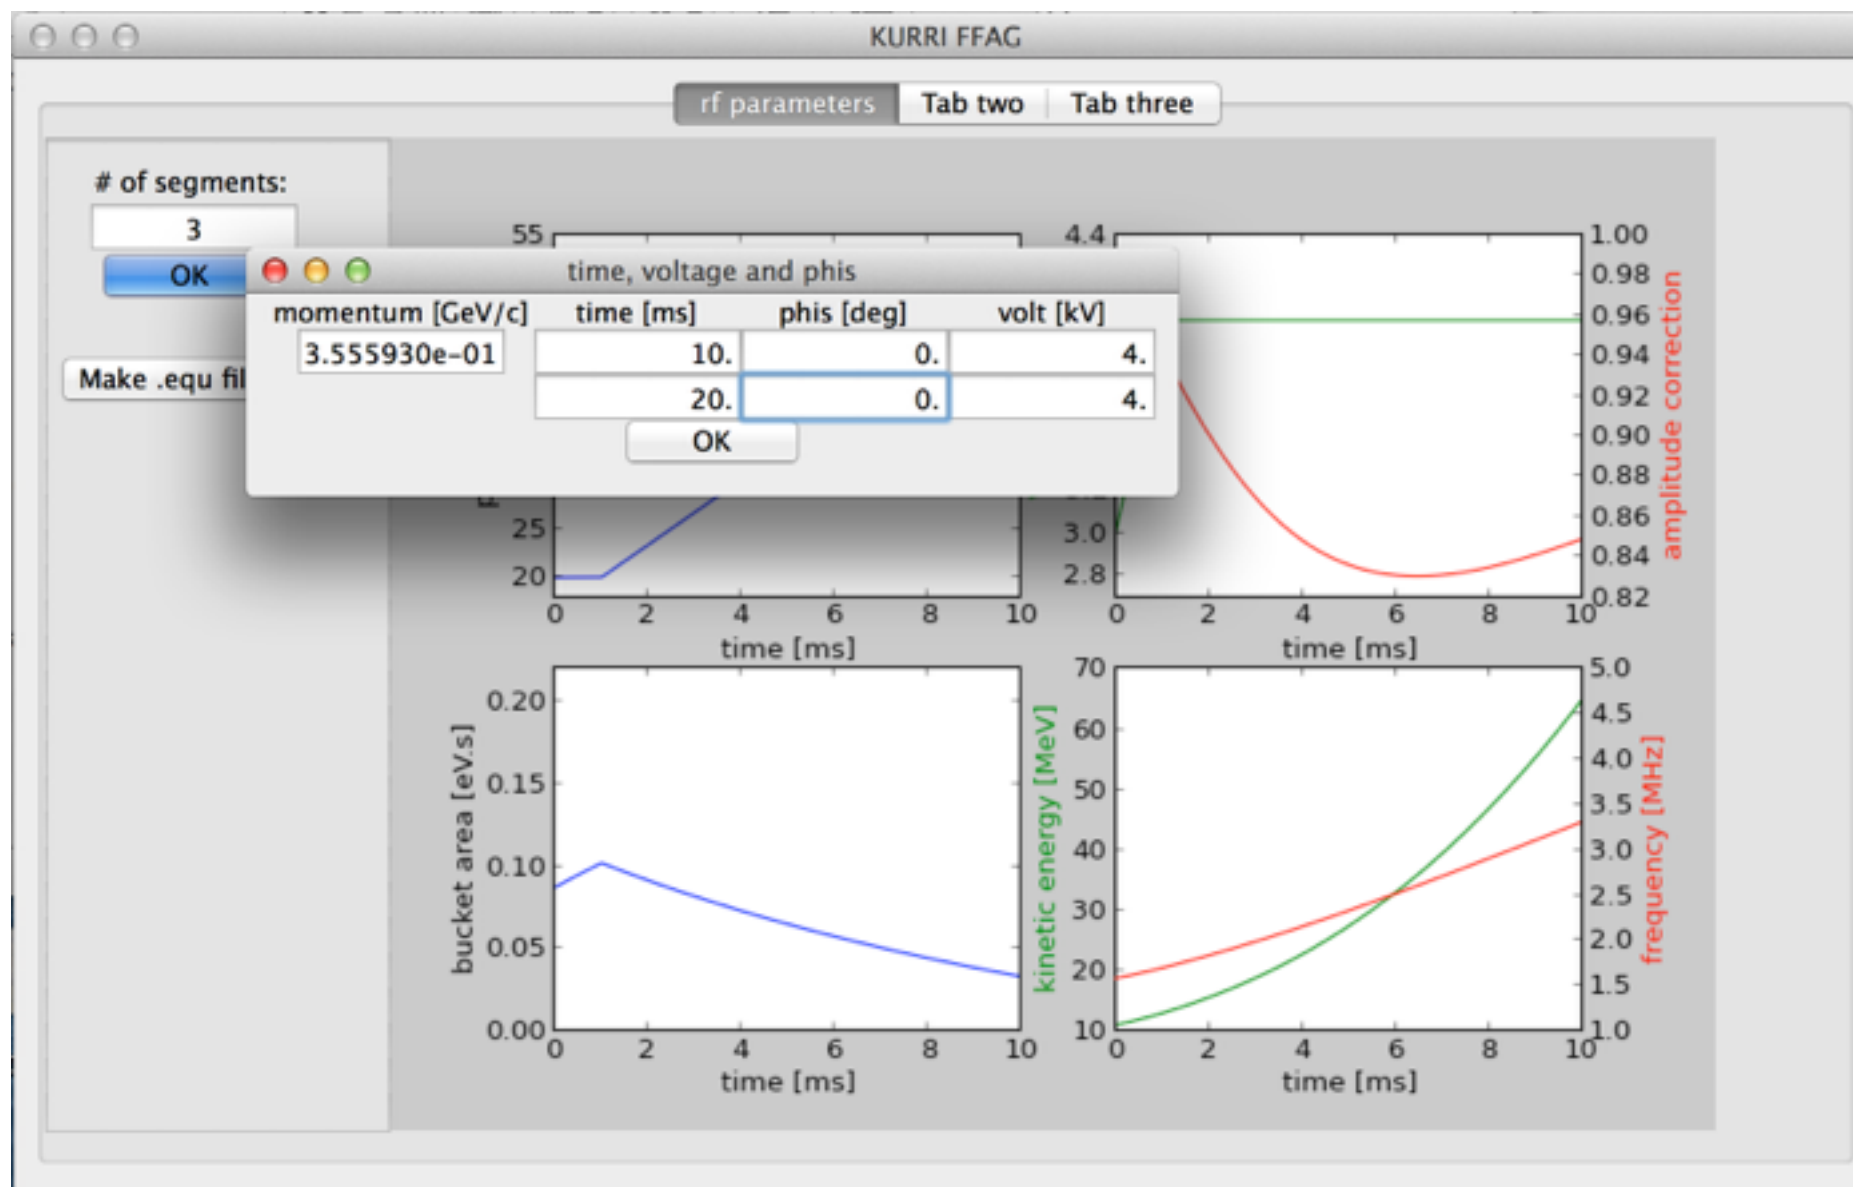 KURRI FFAG
rf parameters Tab two Tab three
# of segments:
3
OK
Make .equ fil
time, voltage and phis
momentum [GeV/c] time [ms] phis [deg] volt [kV]
3.555930e-01 10. 0. 4.
20. 0. 4.
OK
55
25
20
0 2 4 6 8 10
time [ms]
4.4
3.0
2.8
0 2 4 6 8 10
time [ms]
1.00
0.98
0.96
0.94
0.92
0.90
0.88
0.86
0.84
0.82
amplitude correction
bucket area [eV.s]
0.20
0.15
0.10
0.05
0.00
0 2 4 6 8 10
time [ms]
kinetic energy [MeV]
70
60
50
40
30
20
10
0 2 4 6 8 10
time [ms]
5.0
4.5
4.0
3.5
3.0
2.5
2.0
1.5
1.0
frequency [MHz]